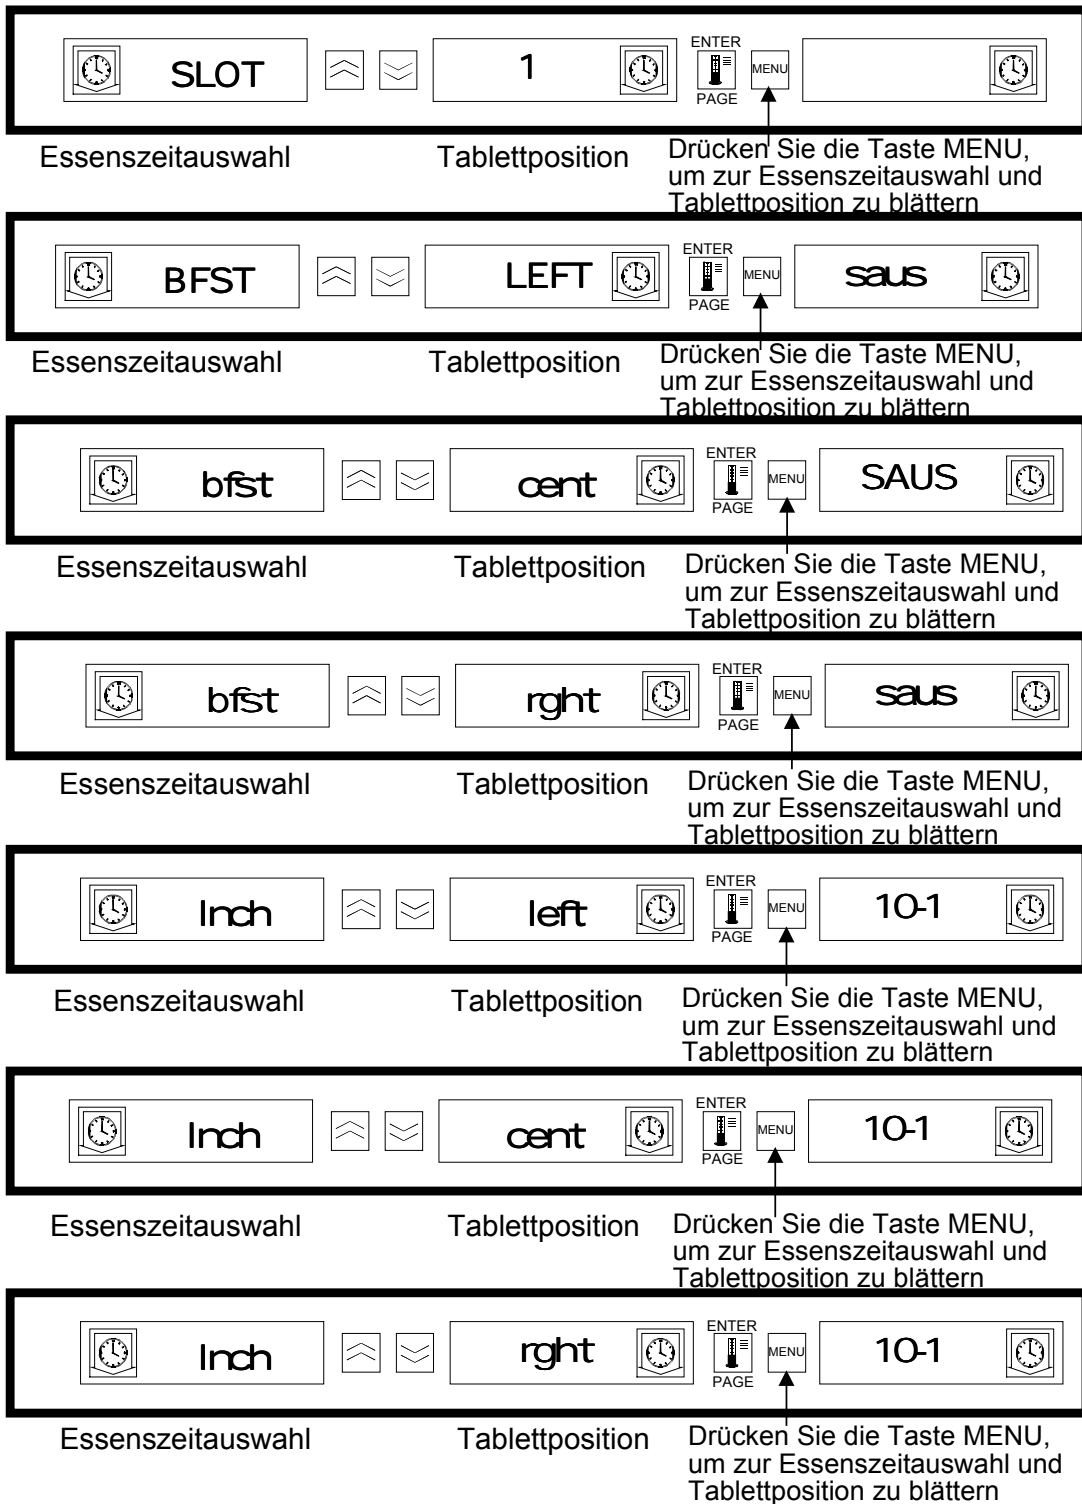 SLOT 1 ENTER MENU PAGE
Essenszeitauswahl Tablettposition Drücken Sie die Taste MENU,
um zur Essenszeitauswahl und
Tablettposition zu blättern
BFST LEFT ENTER MENU PAGE saus
Essenszeitauswahl Tablettposition Drücken Sie die Taste MENU,
um zur Essenszeitauswahl und
Tablettposition zu blättern
bfst cent ENTER MENU PAGE SAUS
Essenszeitauswahl Tablettposition Drücken Sie die Taste MENU,
um zur Essenszeitauswahl und
Tablettposition zu blättern
bfst rght ENTER MENU PAGE saus
Essenszeitauswahl Tablettposition Drücken Sie die Taste MENU,
um zur Essenszeitauswahl und
Tablettposition zu blättern
lnch left ENTER MENU PAGE 10-1
Essenszeitauswahl Tablettposition Drücken Sie die Taste MENU,
um zur Essenszeitauswahl und
Tablettposition zu blättern
lnch cent ENTER MENU PAGE 10-1
Essenszeitauswahl Tablettposition Drücken Sie die Taste MENU,
um zur Essenszeitauswahl und
Tablettposition zu blättern
lnch rght ENTER MENU PAGE 10-1
Essenszeitauswahl Tablettposition Drücken Sie die Taste MENU,
um zur Essenszeitauswahl und
Tablettposition zu blättern